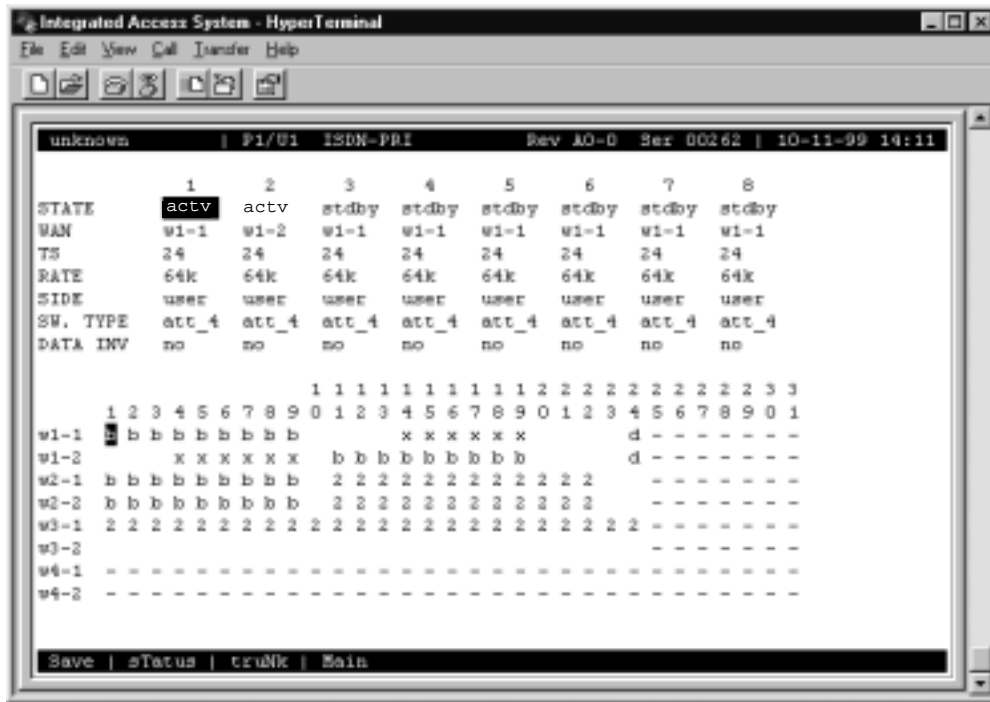 Integrated Access System - HyperTerminal
File Edit View Call Transfer Help
unknown | P1/U1 ISDN-PRI Rev A0-0 Ser 00262 | 10-11-99 14:11
1 2 3 4 5 6 7 8
STATE actv actv stdby stdby stdby stdby stdby stdby
WAN w1-1 w1-2 w1-1 w1-1 w1-1 w1-1 w1-1 w1-1
TS 24 24 24 24 24 24 24 24
RATE 64k 64k 64k 64k 64k 64k 64k 64k
SIDE user user user user user user user user
SW. TYPE att_4 att_4 att_4 att_4 att_4 att_4 att_4 att_4
DATA INV no no no no no no no no
1 1 1 1 1 1 1 1 1 1 2 2 2 2 2 2 2 2 2 2 3 3
1 2 3 4 5 6 7 8 9 0 1 2 3 4 5 6 7 8 9 0 1 2 3 4 5 6 7 8 9 0 1
w1-1 b b b b b b b b b x x x x x x d - - - - - - -
w1-2 x x x x x x b b b b b b b b b d - - - - - - -
w2-1 b b b b b b b b b 2 2 2 2 2 2 2 2 2 2 2 2 - - - - - - -
w2-2 b b b b b b b b b 2 2 2 2 2 2 2 2 2 2 2 2 - - - - - - -
w3-1 2 2 2 2 2 2 2 2 2 2 2 2 2 2 2 2 2 2 2 2 2 2 2 2 - - - - - - -
w3-2 - - - - - - -
w4-1 - - - - - - - - - - - - - - - - - - - - - - - - - - - - - - -
w4-2 - - - - - - - - - - - - - - - - - - - - - - - - - - - - - - -
Save | sTatus | truNk | Main